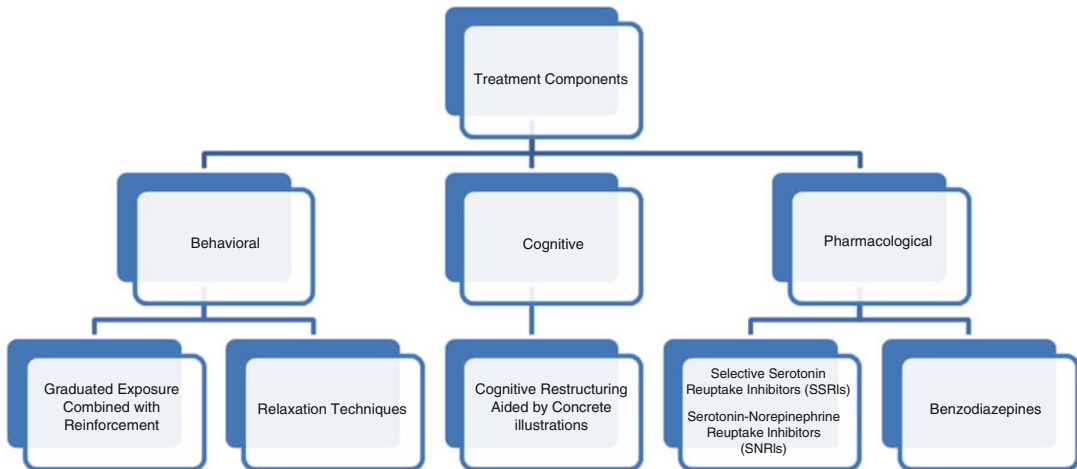 Treatment Components
Behavioral
Cognitive
Pharmacological
Graduated Exposure
Combined with
Reinforcement
Relaxation Techniques
Cognitive Restructuring
Aided by Concrete
illustrations
Selective Serotonin
Reuptake Inhibitors (SSRIs)
Serotonin-Norepinephrine
Reuptake Inhibitors
(SNRIs)
Benzodiazepines